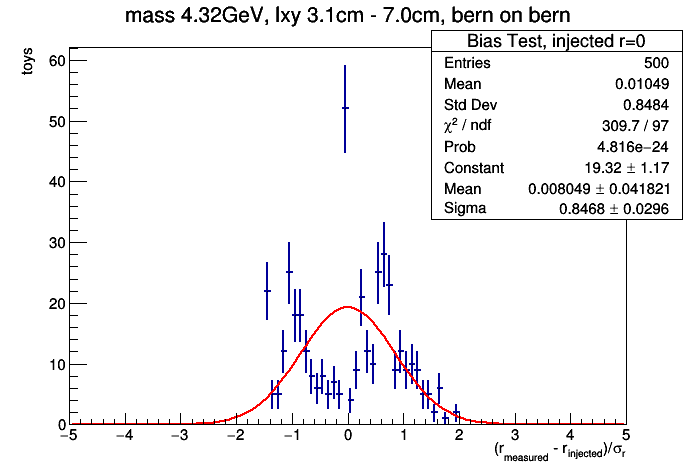 mass 4.32GeV, lxy 3.1cm - 7.0cm, bern on bern
Bias Test, injected r=0
Entries 500
Mean 0.01049
Std Dev 0.8484
χ² / ndf 309.7 / 97
Prob 4.816e−24
Constant 19.32 ± 1.17
Mean 0.008049 ± 0.041821
Sigma 0.8468 ± 0.0296
toys
60
50
40
30
20
10
0
−5 −4 −3 −2 −1 0 1 2 3 4 5
(r_measured - r_injected)/σ_r